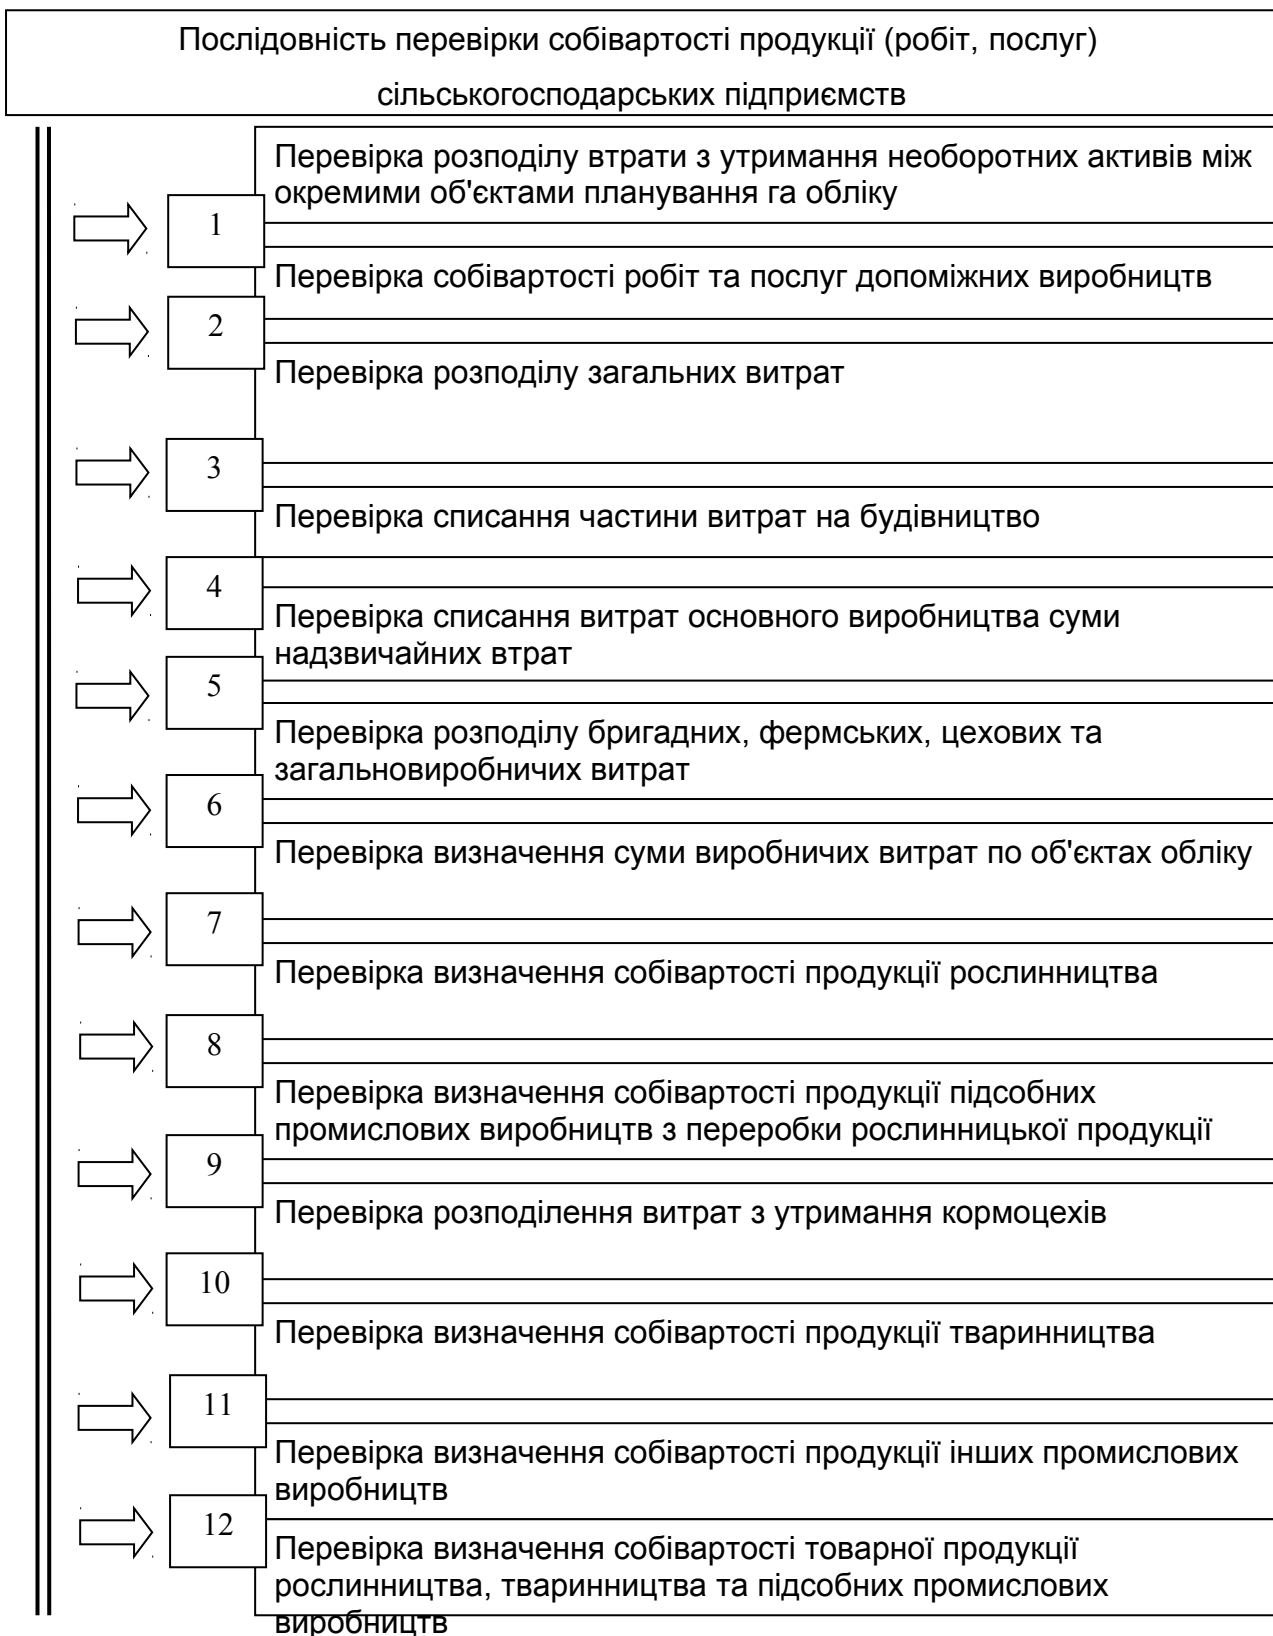 Послідовність перевірки собівартості продукції (робіт, послуг)
сільськогосподарських підприємств
Перевірка розподілу втрати з утримання необоротних активів між
окремими об'єктами планування га обліку
1
Перевірка собівартості робіт та послуг допоміжних виробництв
2
Перевірка розподілу загальних витрат
3
Перевірка списання частини витрат на будівництво
4
Перевірка списання витрат основного виробництва суми
надзвичайних втрат
5
Перевірка розподілу бригадних, фермських, цехових та
загальновиробничих витрат
6
Перевірка визначення суми виробничих витрат по об'єктах обліку
7
Перевірка визначення собівартості продукції рослинництва
8
Перевірка визначення собівартості продукції підсобних
промислових виробництв з переробки рослинницької продукції
9
Перевірка розподілення витрат з утримання кормоцехів
10
Перевірка визначення собівартості продукції тваринництва
11
Перевірка визначення собівартості продукції інших промислових
виробництв
12
Перевірка визначення собівартості товарної продукції
рослинництва, тваринництва та підсобних промислових
виробництв